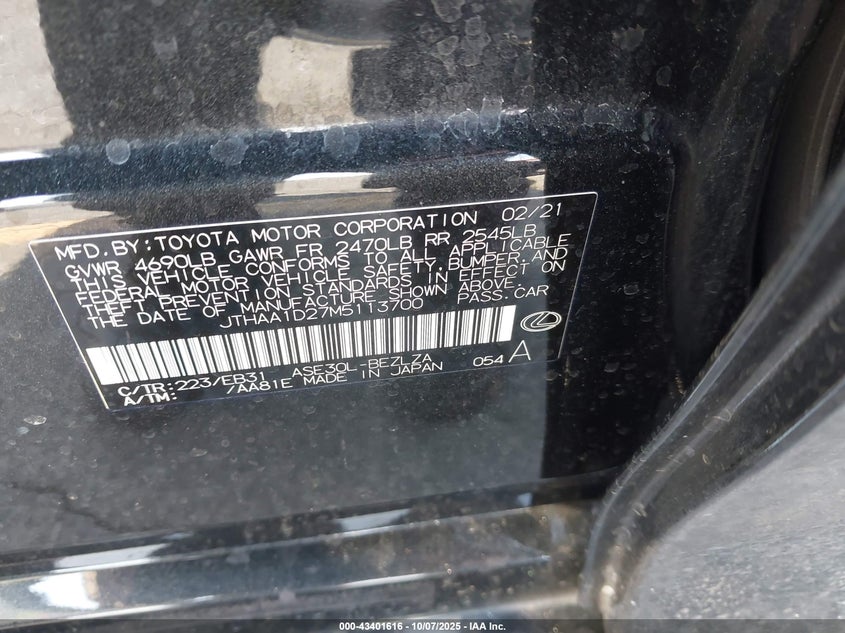 MFD. BY: TOYOTA MOTOR CORPORATION 02/21
GVWR 4690LB GAWR FR 2470LB RR 2545LB
THIS VEHICLE CONFORMS TO ALL APPLICABLE
FEDERAL MOTOR VEHICLE SAFETY, BUMPER, AND
THEFT PREVENTION STANDARDS IN EFFECT ON
THE DATE OF MANUFACTURE SHOWN ABOVE.
JTHAA1D27M5113700 PASS. CAR
C/TR: 223/EB31 ASE30L-BEZLZA 054 A
A/TM: /AA81E MADE IN JAPAN
000-43401616 - 10/07/2025 - IAA Inc.